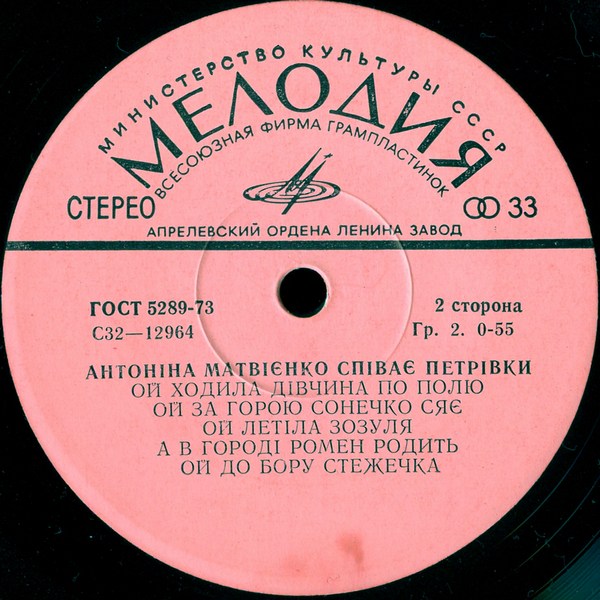 МИНИСТЕРСТВО КУЛЬТУРЫ СССР
МЕЛОДИЯ
ВСЕСОЮЗНАЯ ФИРМА ГРАМПЛАСТИНОК
СТЕРЕО
33
АПРЕЛЕВСКИЙ ОРДЕНА ЛЕНИНА ЗАВОД
ГОСТ 5289-73
2 сторона
С32—12964
Гр. 2. 0-55
АНТОНІНА МАТВІЄНКО СПІВАЄ ПЕТРІВКИ
ОЙ ХОДИЛА ДІВЧИНА ПО ПОЛЮ
ОЙ ЗА ГОРОЮ СОНЕЧКО СЯЄ
ОЙ ЛЕТІЛА ЗОЗУЛЯ
А В ГОРОДІ РОМЕН РОДИТЬ
ОЙ ДО БОРУ СТЕЖЕЧКА